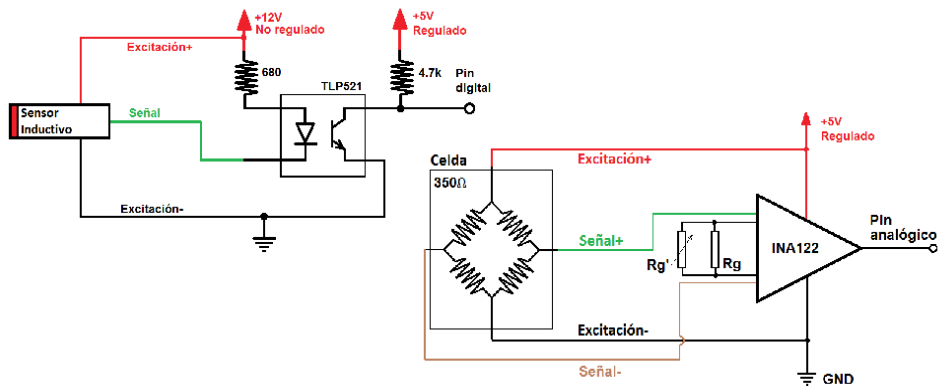 +12V
No regulado
+5V
Regulado
Excitación+
680
TLP521
4.7k
Pin
digital
Sensor
Inductivo
Señal
Excitación-
+5V
Regulado
Celda
350Ω
Excitación+
Pin
analógico
Señal+
INA122
Rg'
Rg
Excitación-
Señal-
GND